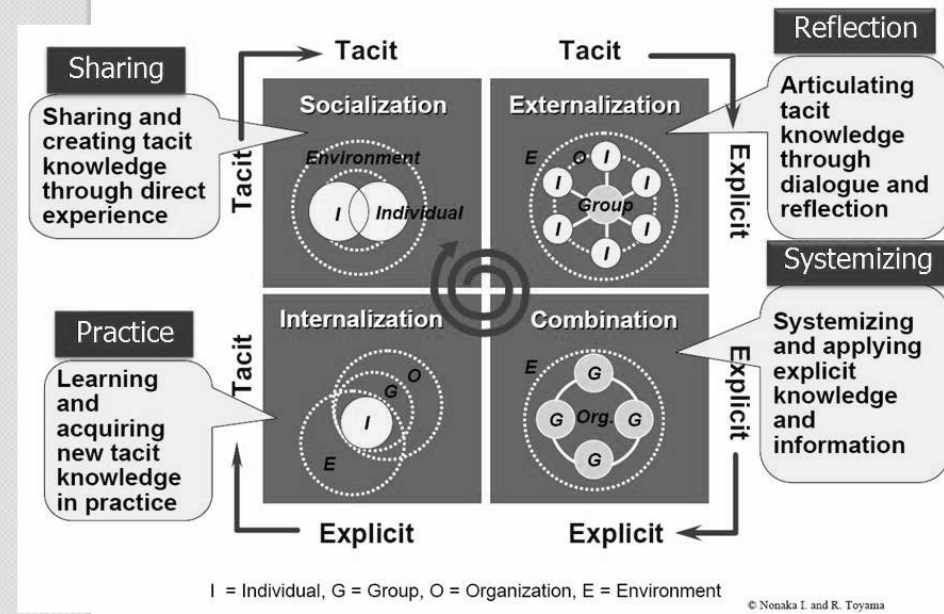 Sharing
Sharing and
creating tacit
knowledge
through direct
experience
Tacit
Tacit
Reflection
Articulating
tacit
knowledge
through
dialogue and
reflection
Tacit
Socialization
Environment
I
Individual
Externalization
E
O
I
I
I
Group
I
I
I
Explicit
Practice
Learning
and
acquiring
new tacit
knowledge
in practice
Tacit
Internalization
O
G
I
E
Combination
E
G
G
Org.
G
G
Explicit
Systemizing
Systemizing
and applying
explicit
knowledge
and
information
Explicit
Explicit
I = Individual, G = Group, O = Organization, E = Environment
© Nonaka I. and R. Toyama